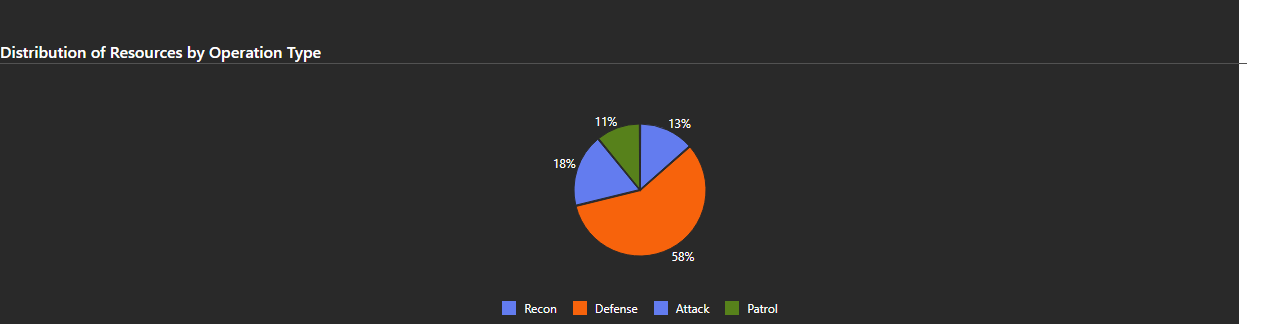 Distribution of Resources by Operation Type
11%
13%
18%
58%
Recon Defense Attack Patrol